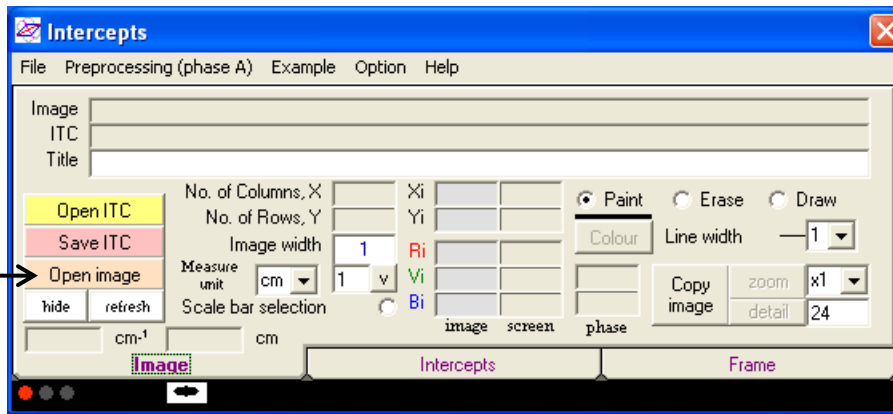 Intercepts
File Preprocessing (phase A) Example Option Help
Image
ITC
Title
No. of Columns, X Xi Paint Erase Draw
Open ITC No. of Rows, Y Yi Colour Line width 1
Save ITC Image width 1 Ri
Open image Measure unit cm 1 v Vi Copy image zoom x1
hide refresh Scale bar selection Bi detail 24
image screen phase
cm-1 cm
Image Intercepts Frame